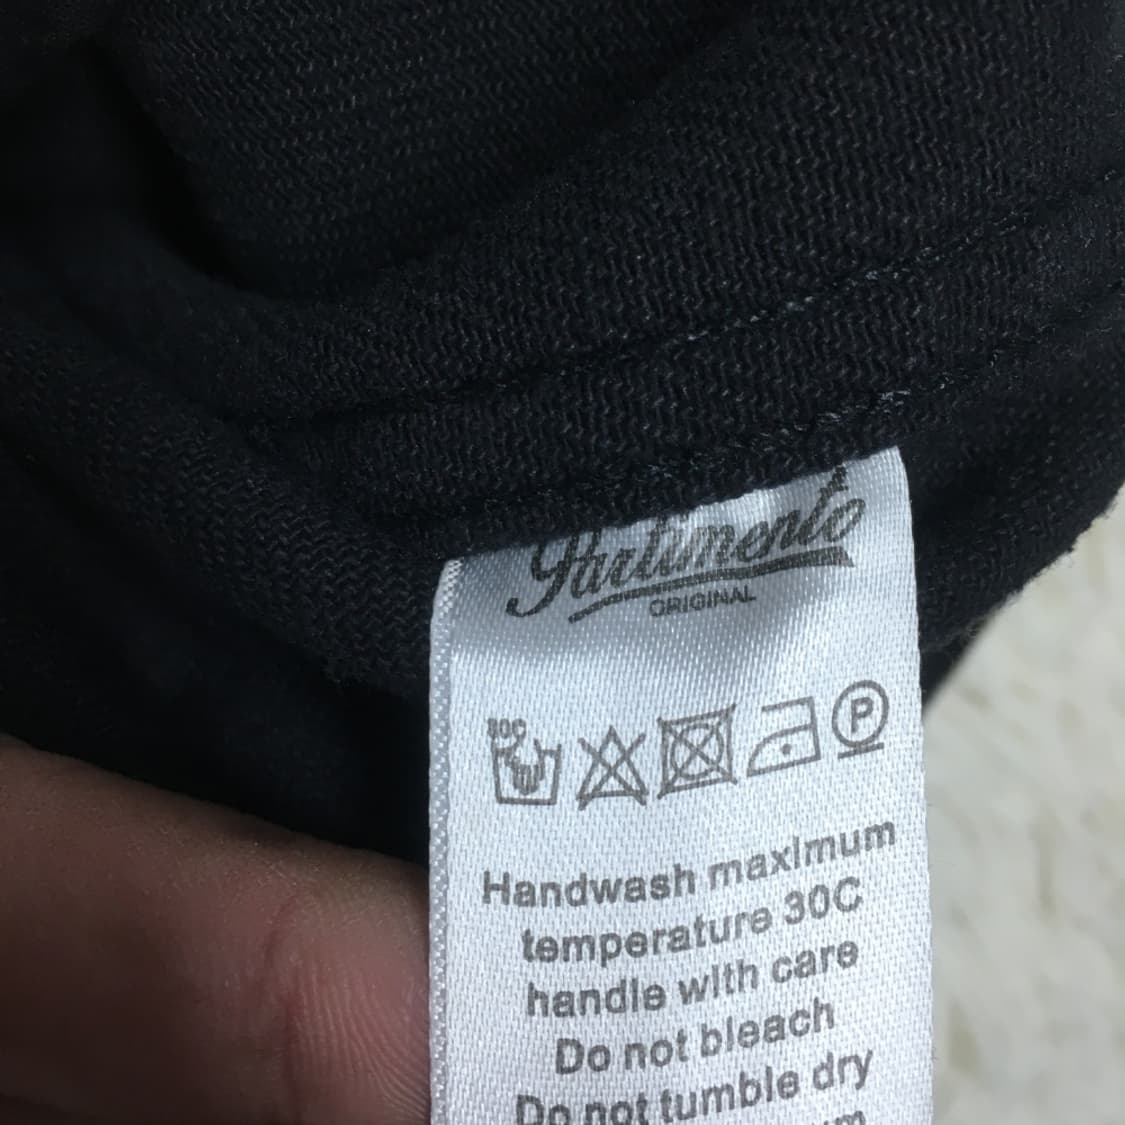 Partimento
ORIGINAL
30C
P
Handwash maximum
temperature 30C
handle with care
Do not bleach
Do not tumble dry